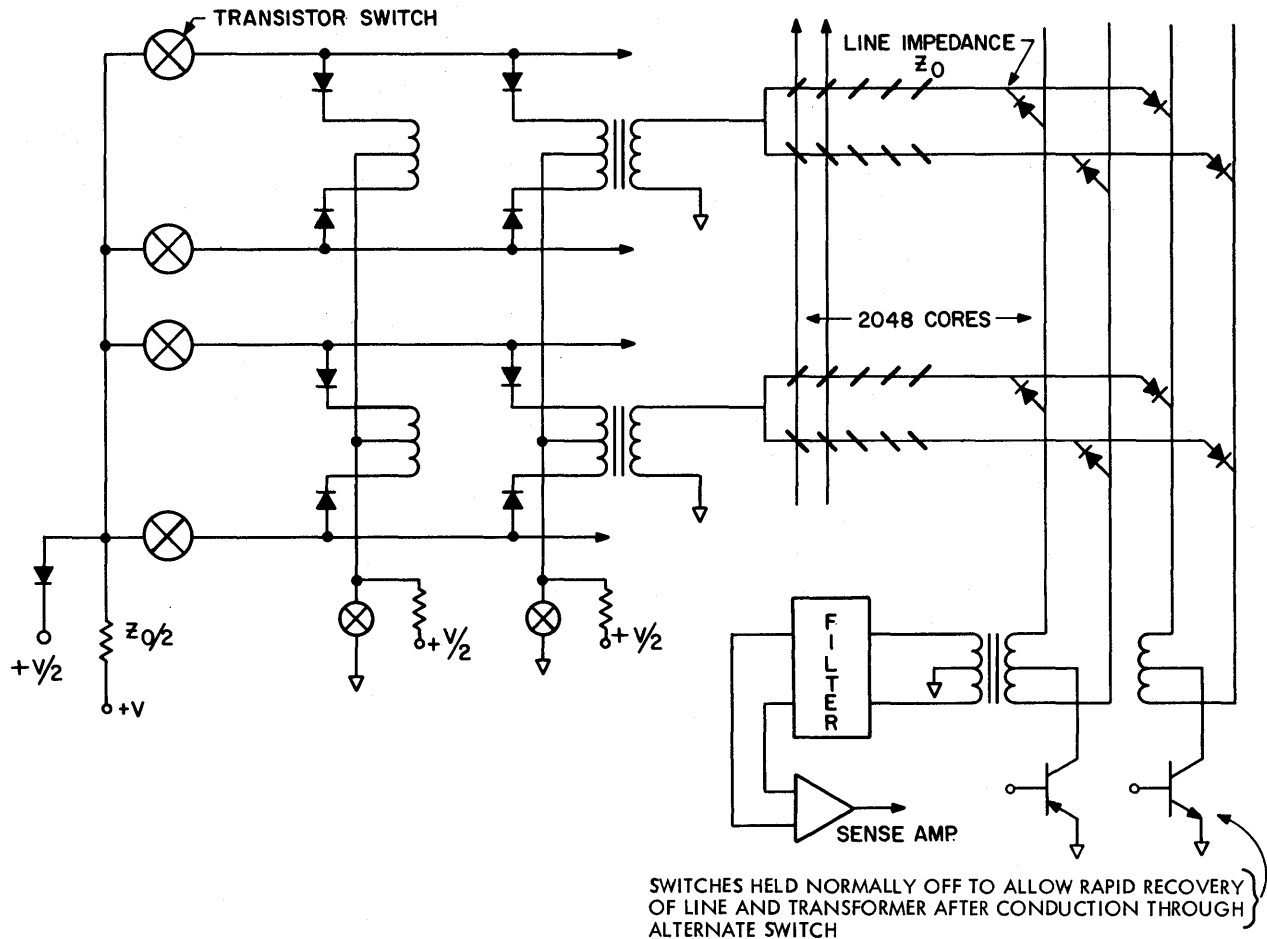 TRANSISTOR SWITCH
LINE IMPEDANCE
Z0
2048 CORES
Z0/2
+V/2
+V
+V/2
+V/2
FILTER
SENSE AMP.
SWITCHES HELD NORMALLY OFF TO ALLOW RAPID RECOVERY
OF LINE AND TRANSFORMER AFTER CONDUCTION THROUGH
ALTERNATE SWITCH